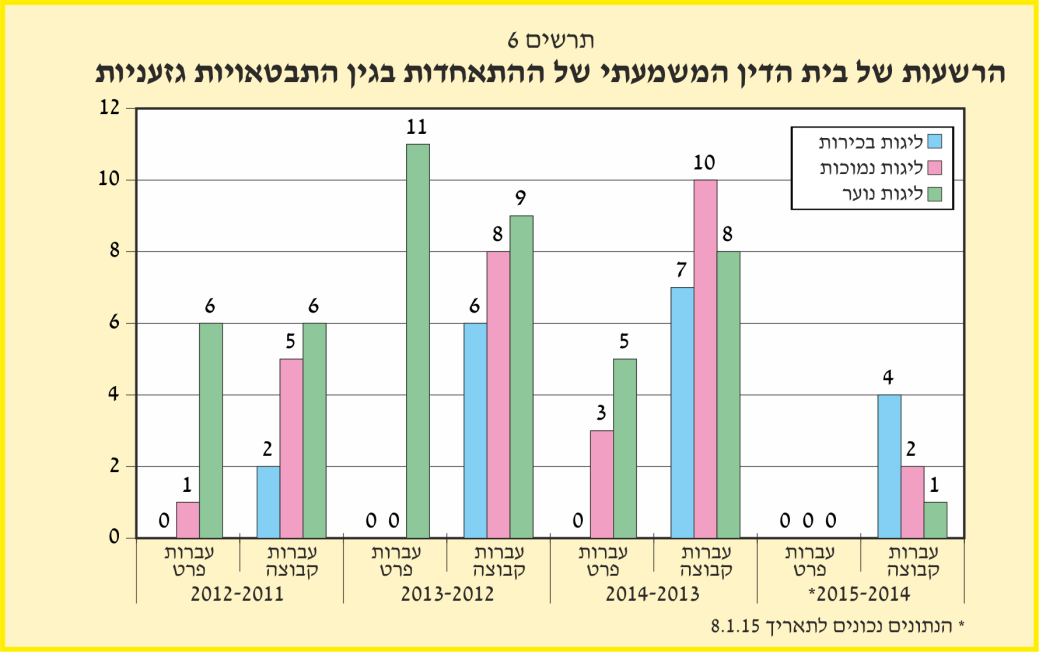 תרשים 6
הרשעות של בית הדין המשמעתי של ההתאחדות בגין התבטאויות גזעניות
ליגות בכירות
ליגות נמוכות
ליגות נוער
12
10
8
6
4
2
0
0 1 6 2 5 6
0 0 11 6 8 9
0 3 5 7 10 8
0 0 0 4 2 1
עברות פרט
עברות קבוצה
עברות פרט
עברות קבוצה
עברות פרט
עברות קבוצה
עברות פרט
עברות קבוצה
2012-2011
2013-2012
2014-2013
*2015-2014
* הנתונים נכונים לתאריך 8.1.15